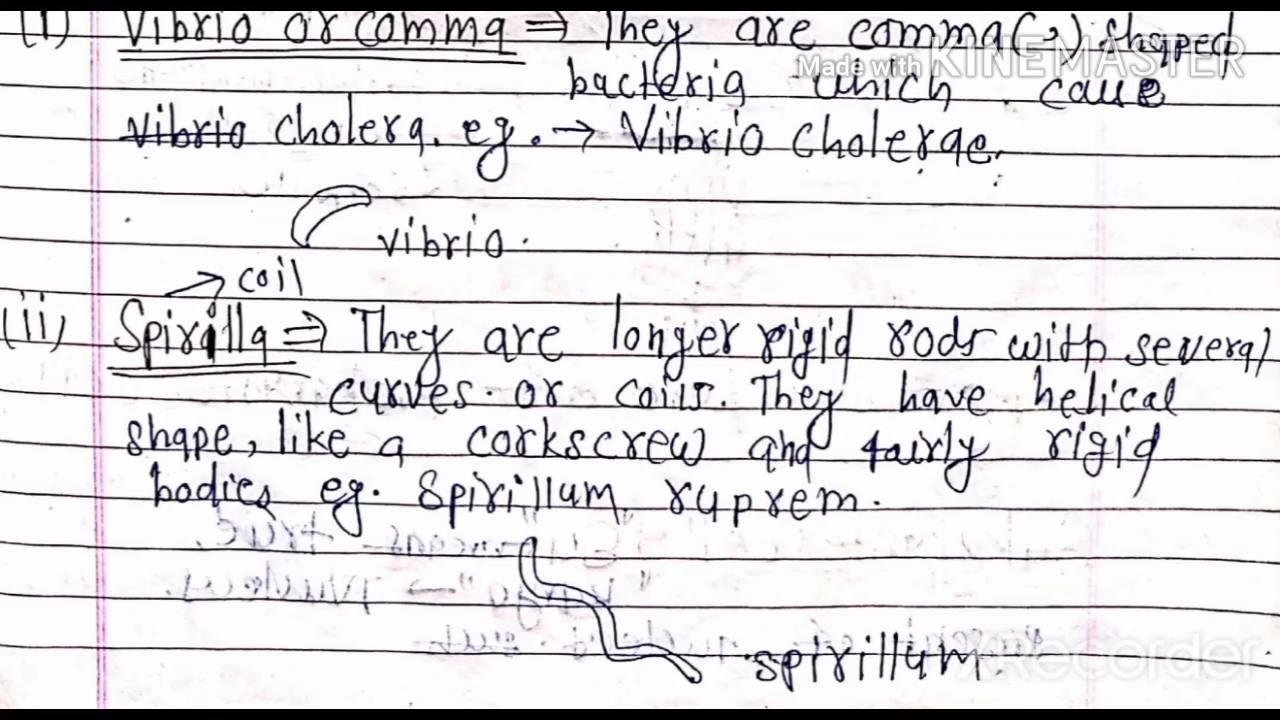 (i) Vibrio or comma ⇒ They are comma(,) shaped
Made with KINEMASTER
bacteria which cause
Vibrio cholera. eg. → Vibrio cholerae.
vibrio.
→ coil
(ii) Spirilla ⇒ They are longer rigid rods with several
curves or coils. They have helical
shape, like a corkscrew and fairly rigid
bodies eg. Spirillum ruprem.
spirillum.
XRecorder